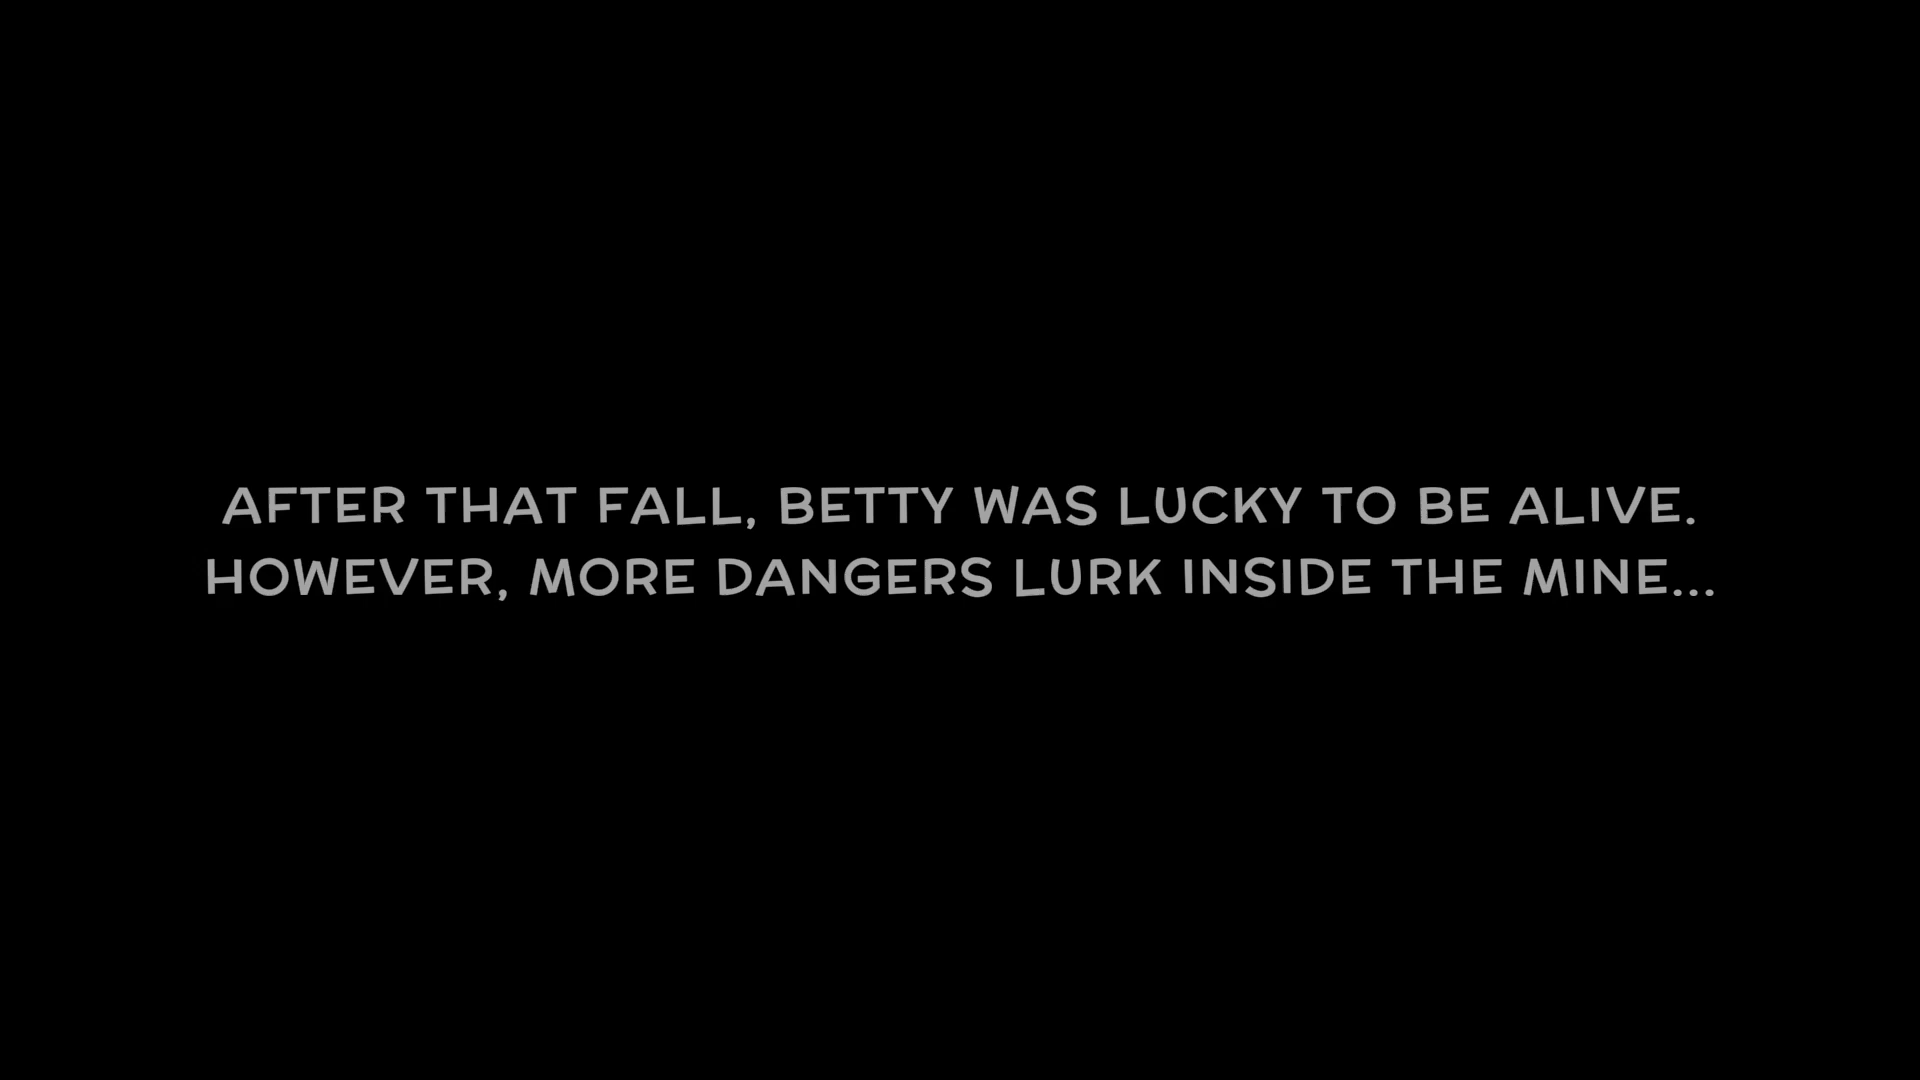 AFTER THAT FALL, BETTY WAS LUCKY TO BE ALIVE.
HOWEVER, MORE DANGERS LURK INSIDE THE MINE...